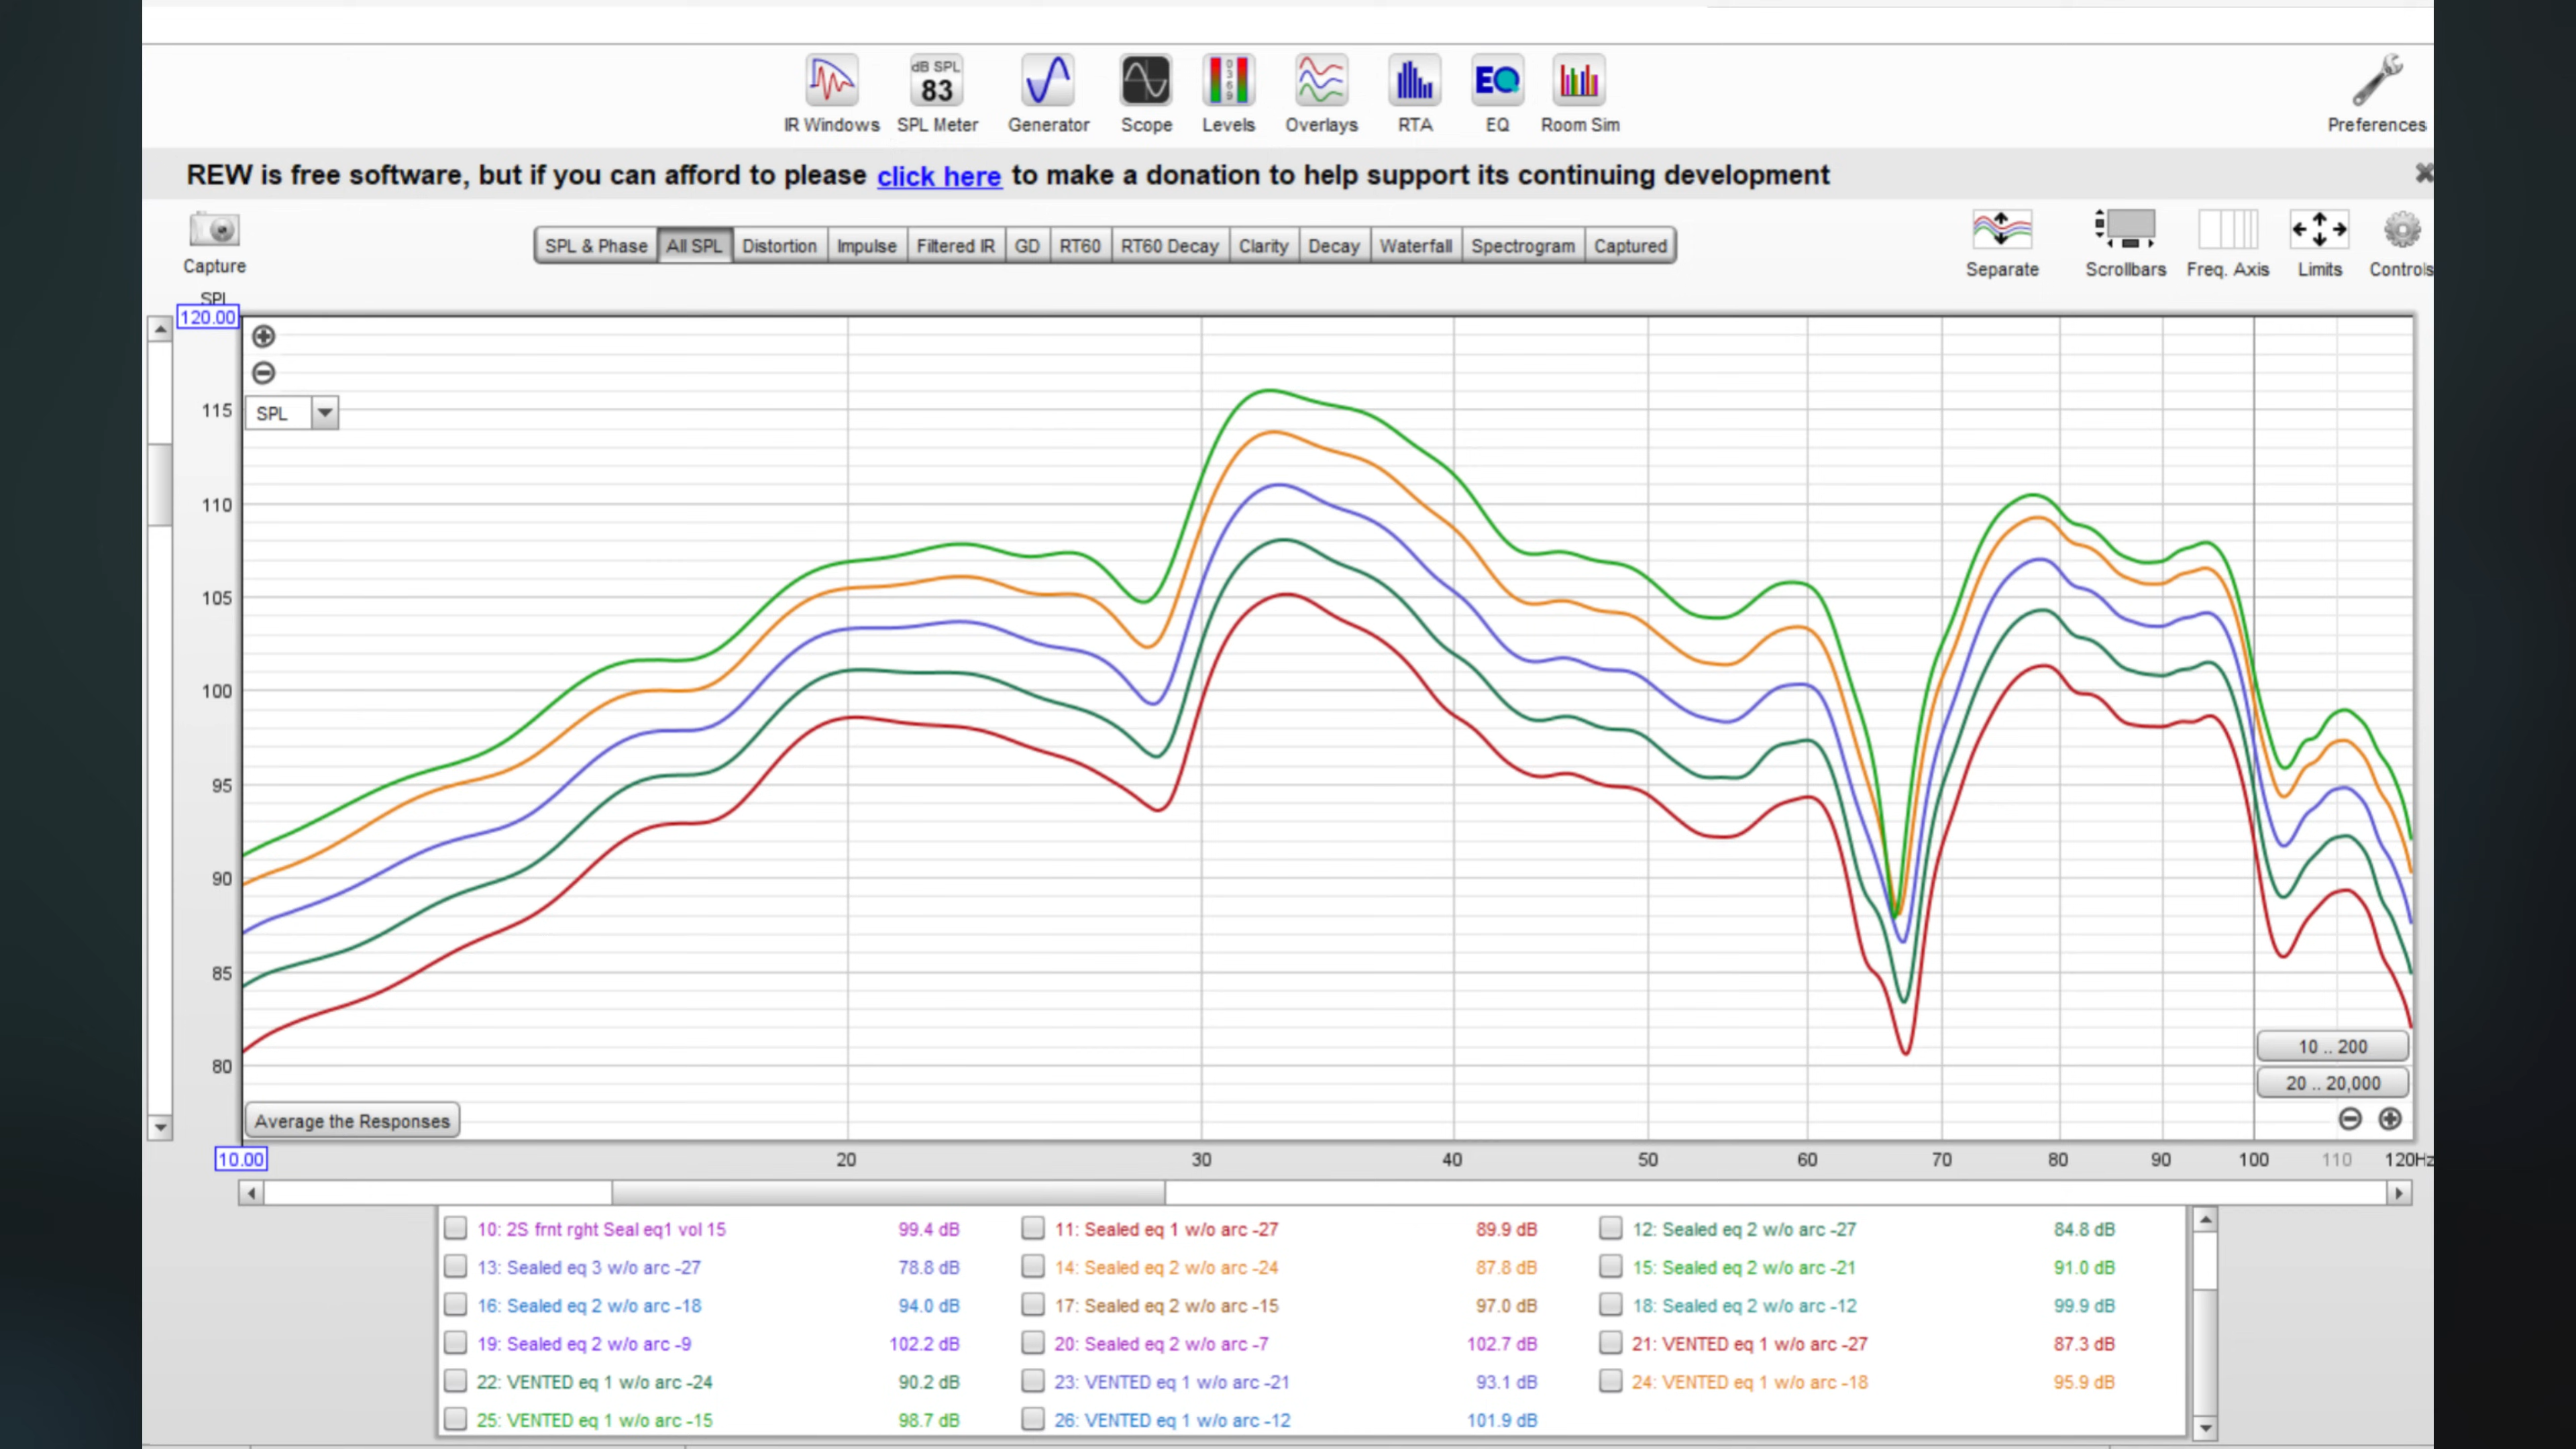 dB SPL
83
0 3 6 9
EQ
IR Windows SPL Meter Generator Scope Levels Overlays RTA EQ Room Sim Preferences
REW is free software, but if you can afford to please click here to make a donation to help support its continuing development
Capture
SPL & Phase All SPL Distortion Impulse Filtered IR GD RT60 RT60 Decay Clarity Decay Waterfall Spectrogram Captured
Separate Scrollbars Freq. Axis Limits Controls
SPL
120.00
115
SPL
110
105
100
95
90
85
80
10 .. 200
20 .. 20,000
Average the Responses
10.00 20 30 40 50 60 70 80 90 100 110 120Hz
10: 2S frnt rght Seal eq1 vol 15 99.4 dB 11: Sealed eq 1 w/o arc -27 89.9 dB 12: Sealed eq 2 w/o arc -27 84.8 dB
13: Sealed eq 3 w/o arc -27 78.8 dB 14: Sealed eq 2 w/o arc -24 87.8 dB 15: Sealed eq 2 w/o arc -21 91.0 dB
16: Sealed eq 2 w/o arc -18 94.0 dB 17: Sealed eq 2 w/o arc -15 97.0 dB 18: Sealed eq 2 w/o arc -12 99.9 dB
19: Sealed eq 2 w/o arc -9 102.2 dB 20: Sealed eq 2 w/o arc -7 102.7 dB 21: VENTED eq 1 w/o arc -27 87.3 dB
22: VENTED eq 1 w/o arc -24 90.2 dB 23: VENTED eq 1 w/o arc -21 93.1 dB 24: VENTED eq 1 w/o arc -18 95.9 dB
25: VENTED eq 1 w/o arc -15 98.7 dB 26: VENTED eq 1 w/o arc -12 101.9 dB